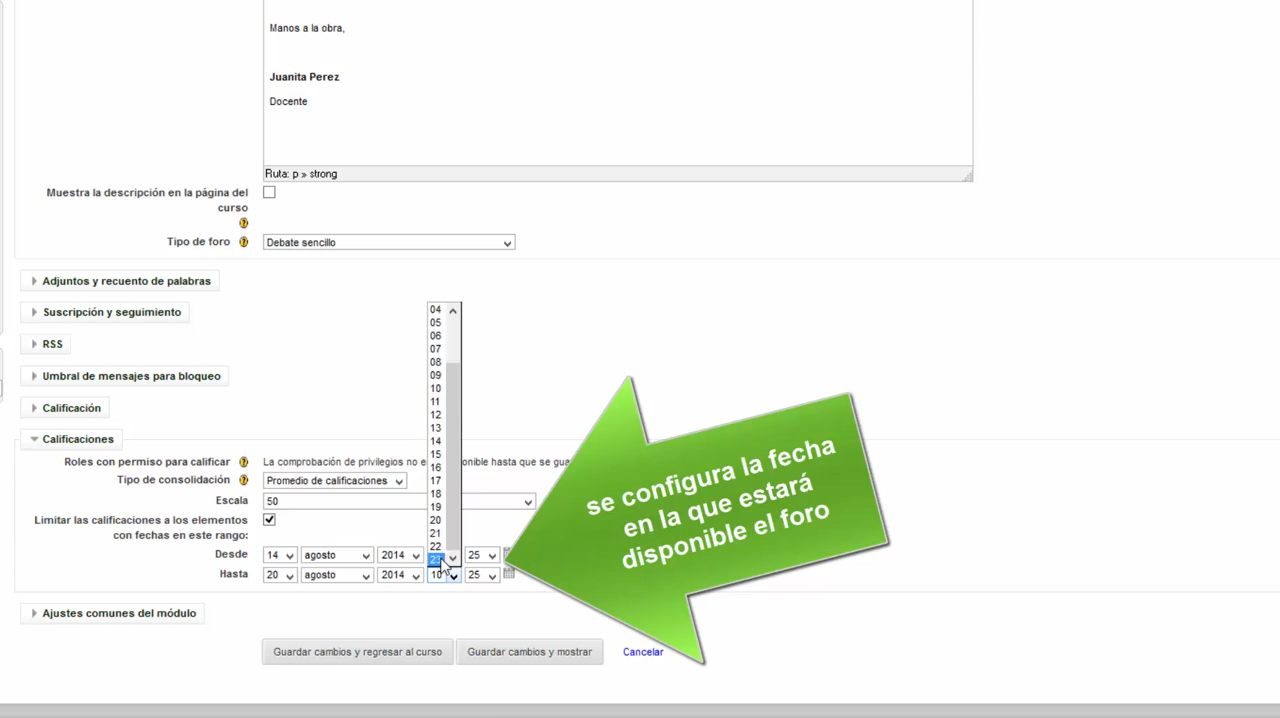 Manos a la obra,
Juanita Perez
Docente
Ruta: p » strong
Muestra la descripción en la página del
curso
Tipo de foro Debate sencillo
Adjuntos y recuento de palabras
Suscripción y seguimiento
RSS
Umbral de mensajes para bloqueo
Calificación
Calificaciones
04
05
06
07
08
09
10
11
12
13
14
15
16
17
18
19
20
21
22
23
Roles con permiso para calificar La comprobación de privilegios no e
onible hasta que se gu
Tipo de consolidación Promedio de calificaciones
Escala 50
Limitar las calificaciones a los elementos
con fechas en este rango:
Desde 14 agosto 2014 25
Hasta 20 agosto 2014 10 25
se configura la fecha
en la que estará
disponible el foro
Ajustes comunes del módulo
Guardar cambios y regresar al curso Guardar cambios y mostrar Cancelar